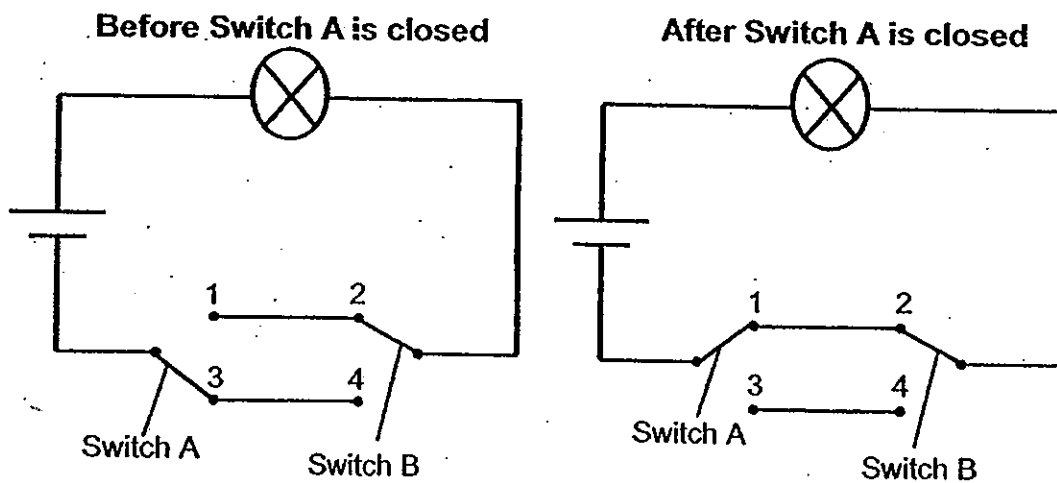 Before Switch A is closed
After Switch A is closed
1 2
3 4
Switch A
Switch B
1 2
3 4
Switch A
Switch B